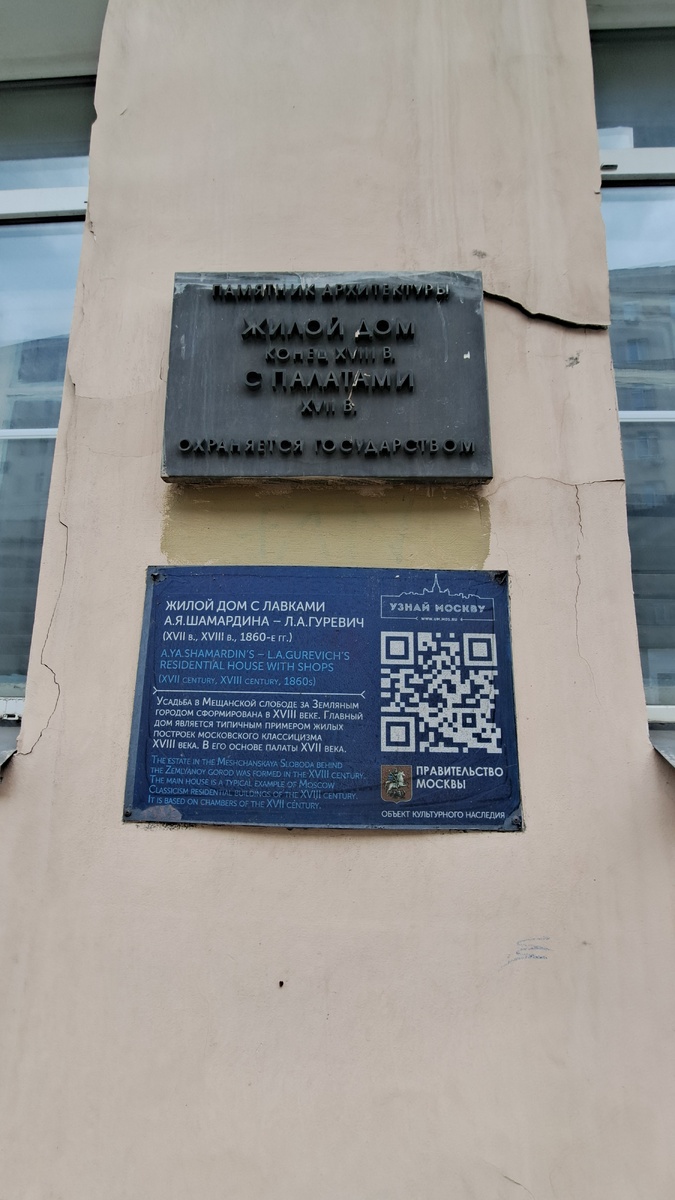 ПАМЯТНИК АРХИТЕКТУРЫ
ЖИЛОЙ ДОМ
КОНЕЦ XVIII В.
С ПАЛАТАМИ
XVII В.
ОХРАНЯЕТСЯ ГОСУДАРСТВОМ
ЖИЛОЙ ДОМ С ЛАВКАМИ
А.Я.ШАМАРДИНА – Л.А.ГУРЕВИЧ
(XVII В., XVIII В., 1860-Е ГГ.)
A.YA.SHAMARDIN'S – L.A.GUREVICH'S
RESIDENTIAL HOUSE WITH SHOPS
(XVII CENTURY, XVIII CENTURY, 1860S)
УСАДЬБА В МЕЩАНСКОЙ СЛОБОДЕ ЗА ЗЕМЛЯНЫМ
ГОРОДОМ СФОРМИРОВАНА В XVIII ВЕКЕ. ГЛАВНЫЙ
ДОМ ЯВЛЯЕТСЯ ТИПИЧНЫМ ПРИМЕРОМ ЖИЛЫХ
ПОСТРОЕК МОСКОВСКОГО КЛАССИЦИЗМА
XVIII ВЕКА. В ЕГО ОСНОВЕ ПАЛАТЫ XVII ВЕКА.
THE ESTATE IN THE MESHCHANSKAYA SLOBODA BEHIND
THE ZEMLYANOY GOROD WAS FORMED IN THE XVIII CENTURY.
THE MAIN HOUSE IS A TYPICAL EXAMPLE OF MOSCOW
CLASSICISM RESIDENTIAL BUILDINGS OF THE XVIII CENTURY.
IT IS BASED ON CHAMBERS OF THE XVII CENTURY.
УЗНАЙ МОСКВУ
WWW.UM.MOS.RU
ПРАВИТЕЛЬСТВО
МОСКВЫ
ОБЪЕКТ КУЛЬТУРНОГО НАСЛЕДИЯ